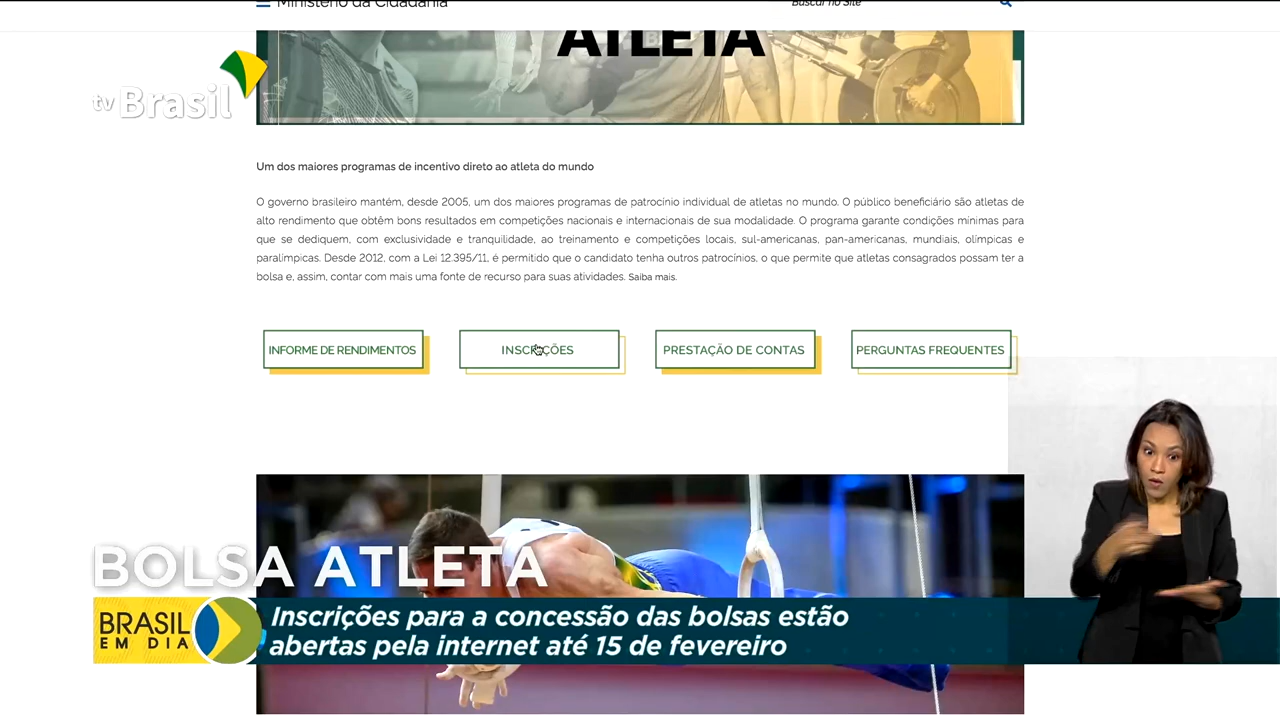 Ministério da Cidadania
Buscar no Site
ATLETA
tv Brasil
Um dos maiores programas de incentivo direto ao atleta do mundo
O governo brasileiro mantém, desde 2005, um dos maiores programas de patrocínio individual de atletas no mundo. O público beneficiário são atletas de
alto rendimento que obtêm bons resultados em competições nacionais e internacionais de sua modalidade. O programa garante condições mínimas para
que se dediquem, com exclusividade e tranquilidade, ao treinamento e competições locais, sul-americanas, pan-americanas, mundiais, olímpicas e
paralímpicas. Desde 2012, com a Lei 12.395/11, é permitido que o candidato tenha outros patrocínios, o que permite que atletas consagrados possam ter a
bolsa e, assim, contar com mais uma fonte de recurso para suas atividades. Saiba mais.
INFORME DE RENDIMENTOS
INSCRIÇÕES
PRESTAÇÃO DE CONTAS
PERGUNTAS FREQUENTES
BOLSA ATLETA
BRASIL
EM DIA
Inscrições para a concessão das bolsas estão
abertas pela internet até 15 de fevereiro